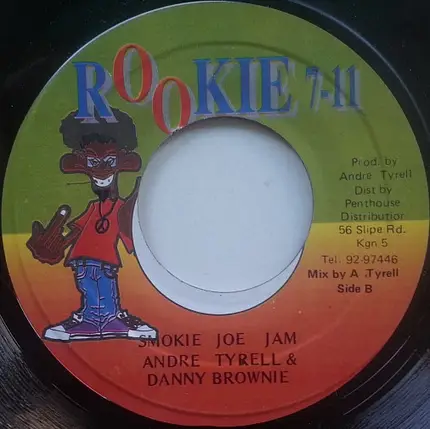 ROOKIE 7-11
Prod. by
Andre Tyrell
Dist by
Penthouse
Distributior
56 Slipe Rd.
Kgn 5
Tel: 92-97446
Mix by A .Tyrell
Side B
SMOKIE JOE JAM
ANDRE TYRELL &
DANNY BROWNIE